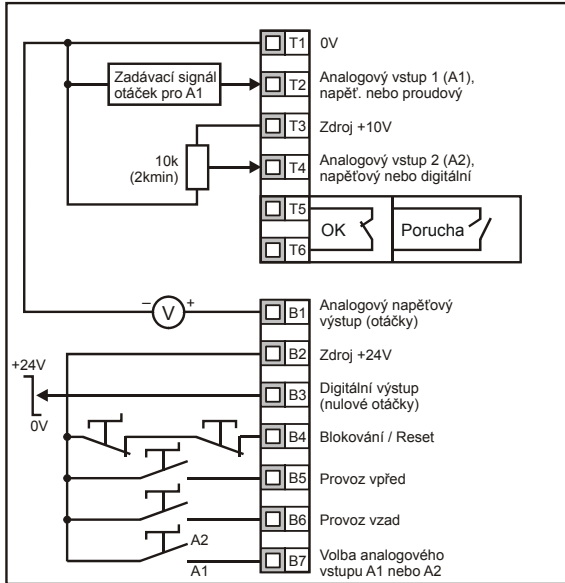 T1 0V
Zadávací signál
otáček pro A1
T2 Analogový vstup 1 (A1),
napěť. nebo proudový
T3 Zdroj +10V
10k
(2kmin)
T4 Analogový vstup 2 (A2),
napěťový nebo digitální
T5
OK Porucha
T6
– V +
B1 Analogový napěťový
výstup (otáčky)
B2 Zdroj +24V
+24V
0V
B3 Digitální výstup
(nulové otáčky)
B4 Blokování / Reset
B5 Provoz vpřed
B6 Provoz vzad
A2
A1
B7 Volba analogového
vstupu A1 nebo A2